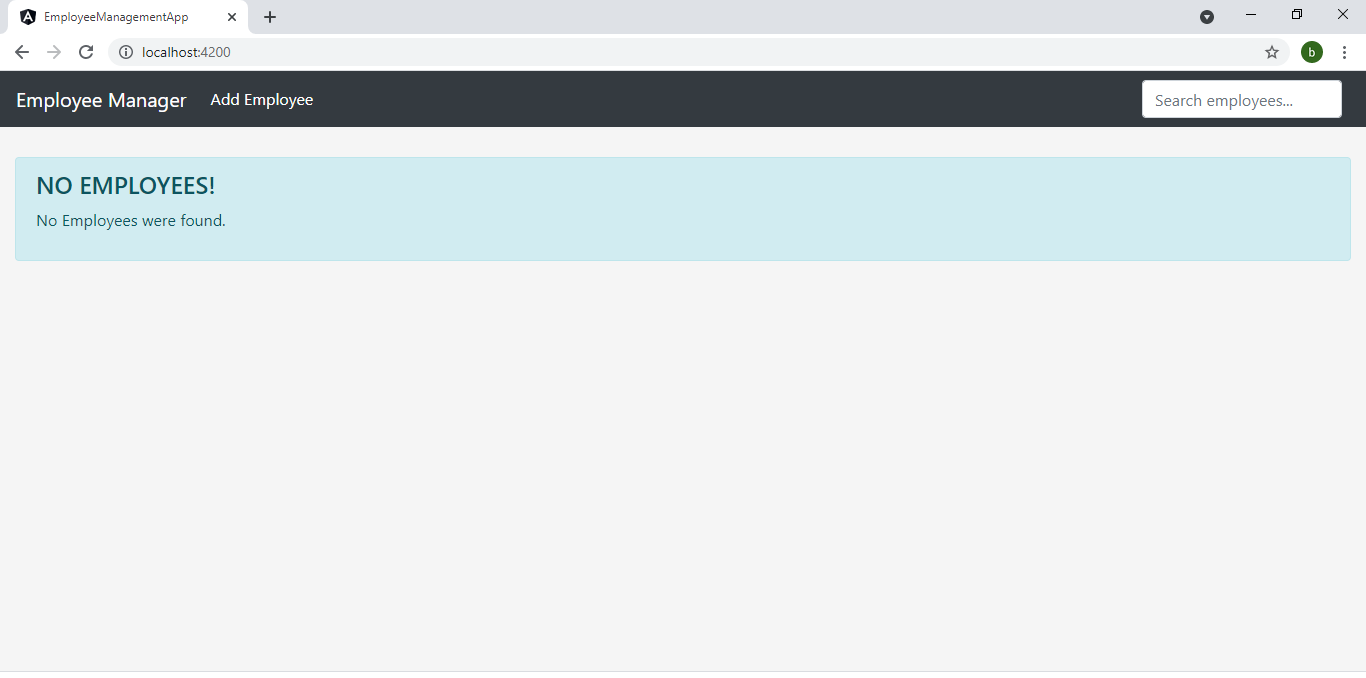 EmployeeManagementApp
localhost:4200
b
Employee Manager Add Employee Search employees...
NO EMPLOYEES!
No Employees were found.